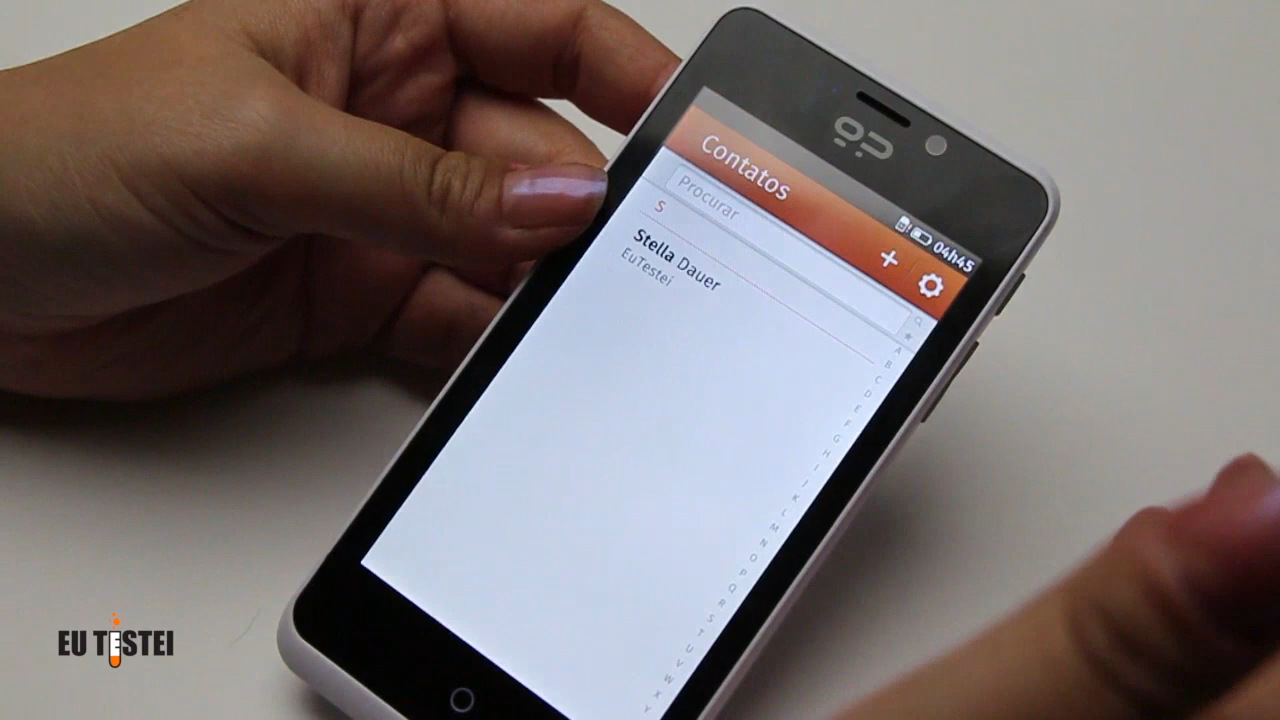 Contatos
04h45
Procurar
S
Stella Dauer
EuTestei
A
B
C
D
E
F
G
H
I
J
K
L
M
N
O
P
Q
R
S
T
U
V
W
X
Y
EU TESTEI